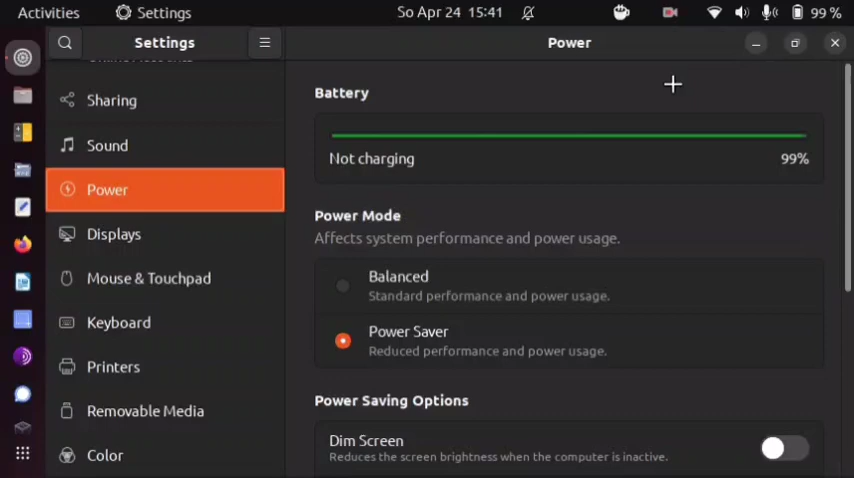 Activities Settings So Apr 24 15:41 99 %
Settings
Power
Sharing
Sound
Power
Displays
Mouse & Touchpad
Keyboard
Printers
Removable Media
Color
Battery
Not charging 99%
Power Mode
Affects system performance and power usage.
Balanced
Standard performance and power usage.
Power Saver
Reduced performance and power usage.
Power Saving Options
Dim Screen
Reduces the screen brightness when the computer is inactive.